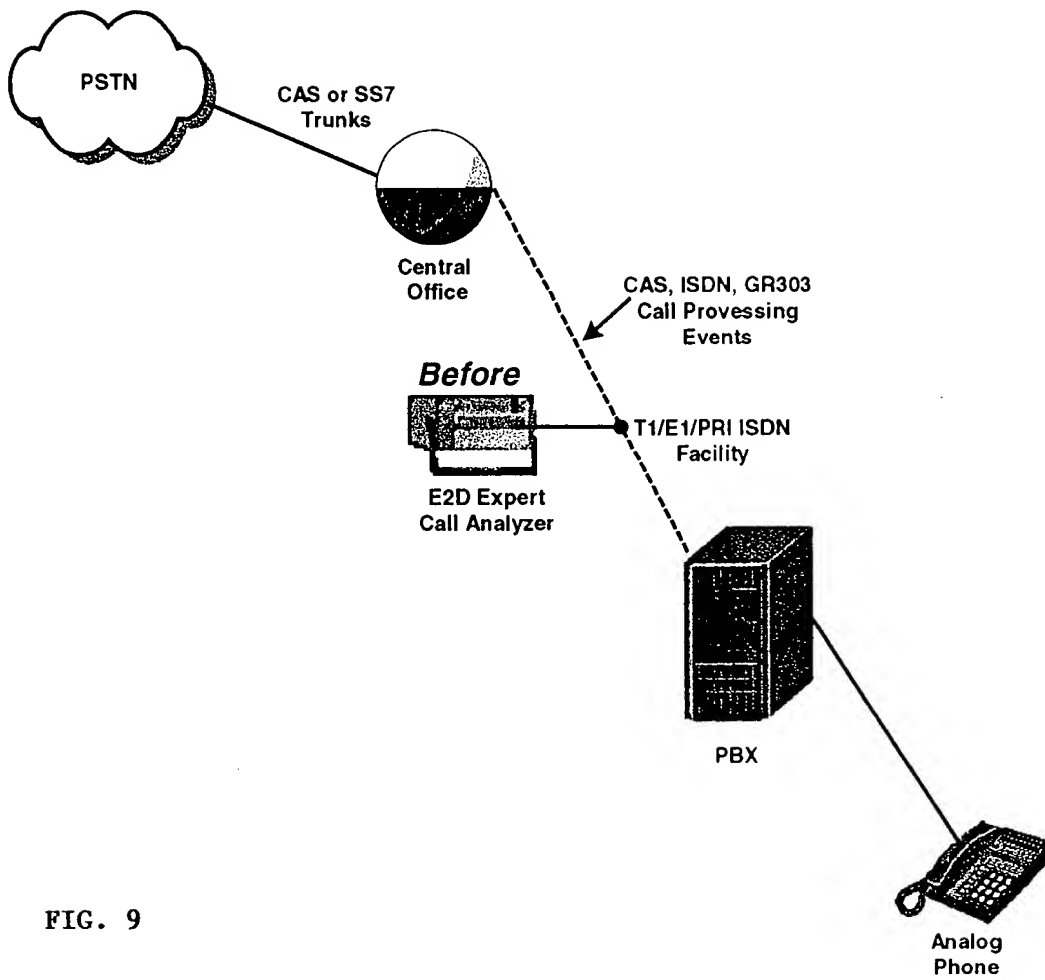 PSTN
CAS or SS7
Trunks
Central
Office
CAS, ISDN, GR303
Call Provessing
Events
Before
T1/E1/PRI ISDN
Facility
E2D Expert
Call Analyzer
PBX
Analog
Phone
FIG. 9